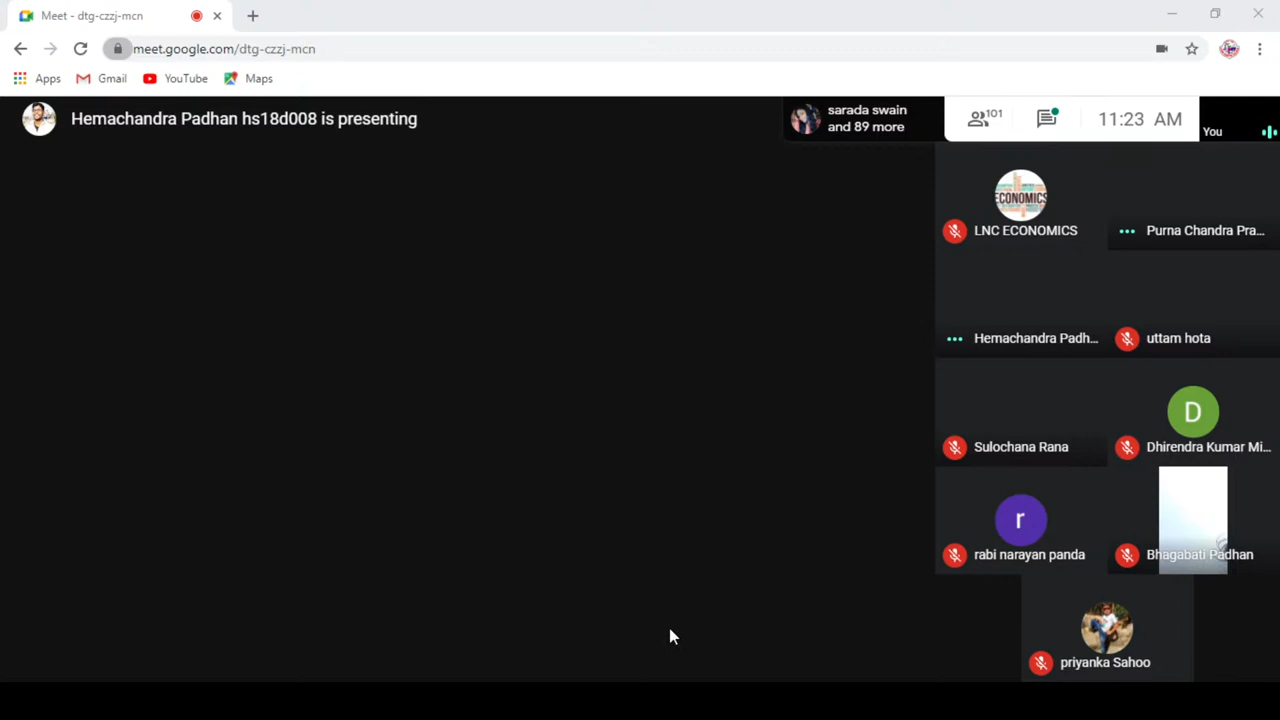 Meet - dtg-czzj-mcn
meet.google.com/dtg-czzj-mcn
Apps
Gmail
YouTube
Maps
Hemachandra Padhan hs18d008 is presenting
sarada swain
and 89 more
101
11:23 AM
You
ECONOMICS
LNC ECONOMICS
Purna Chandra Pra...
Hemachandra Padh...
uttam hota
D
Sulochana Rana
Dhirendra Kumar Mi...
r
rabi narayan panda
Bhagabati Padhan
priyanka Sahoo